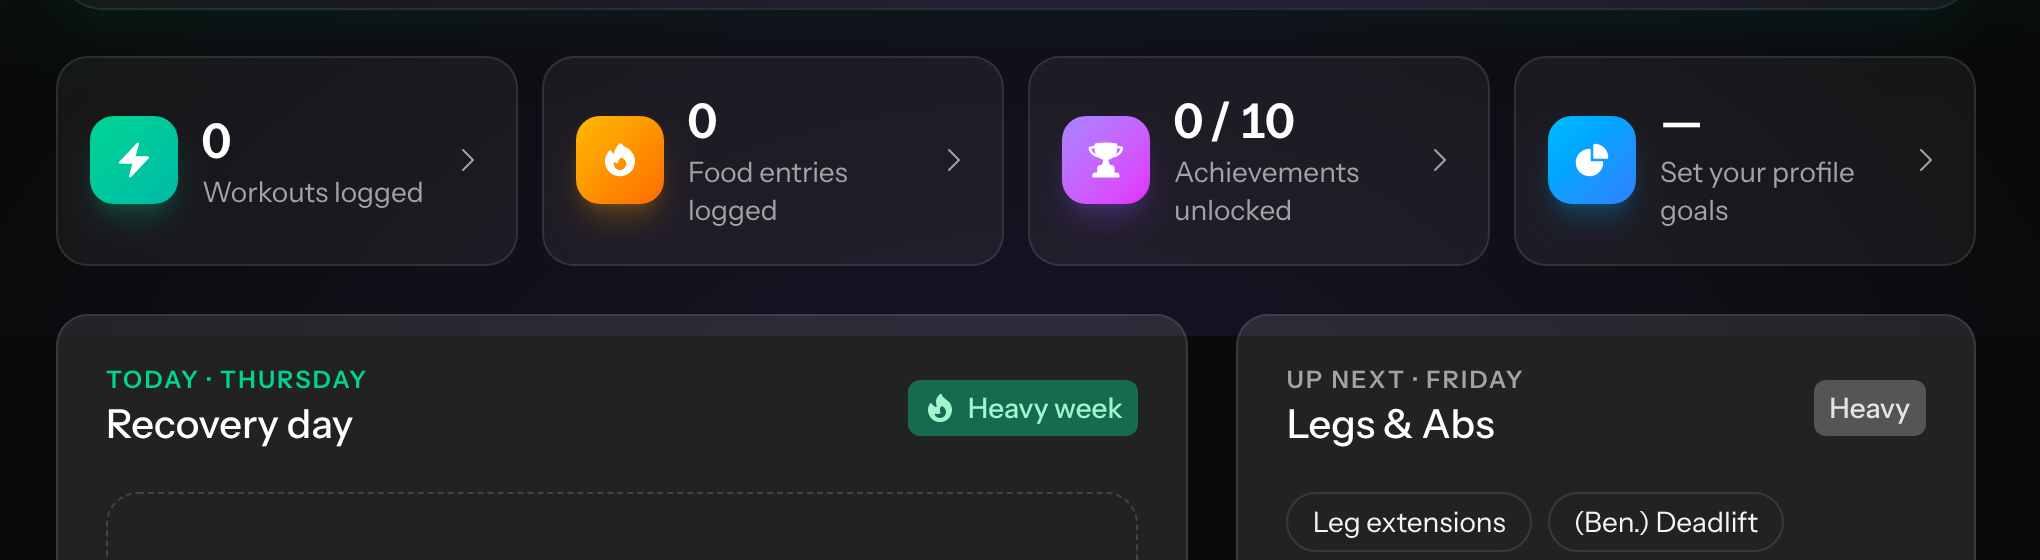 0
Workouts logged
0
Food entries
logged
0 / 10
Achievements
unlocked
—
Set your profile
goals
TODAY · THURSDAY
Recovery day
Heavy week
UP NEXT · FRIDAY
Legs & Abs
Heavy
Leg extensions
(Ben.) Deadlift